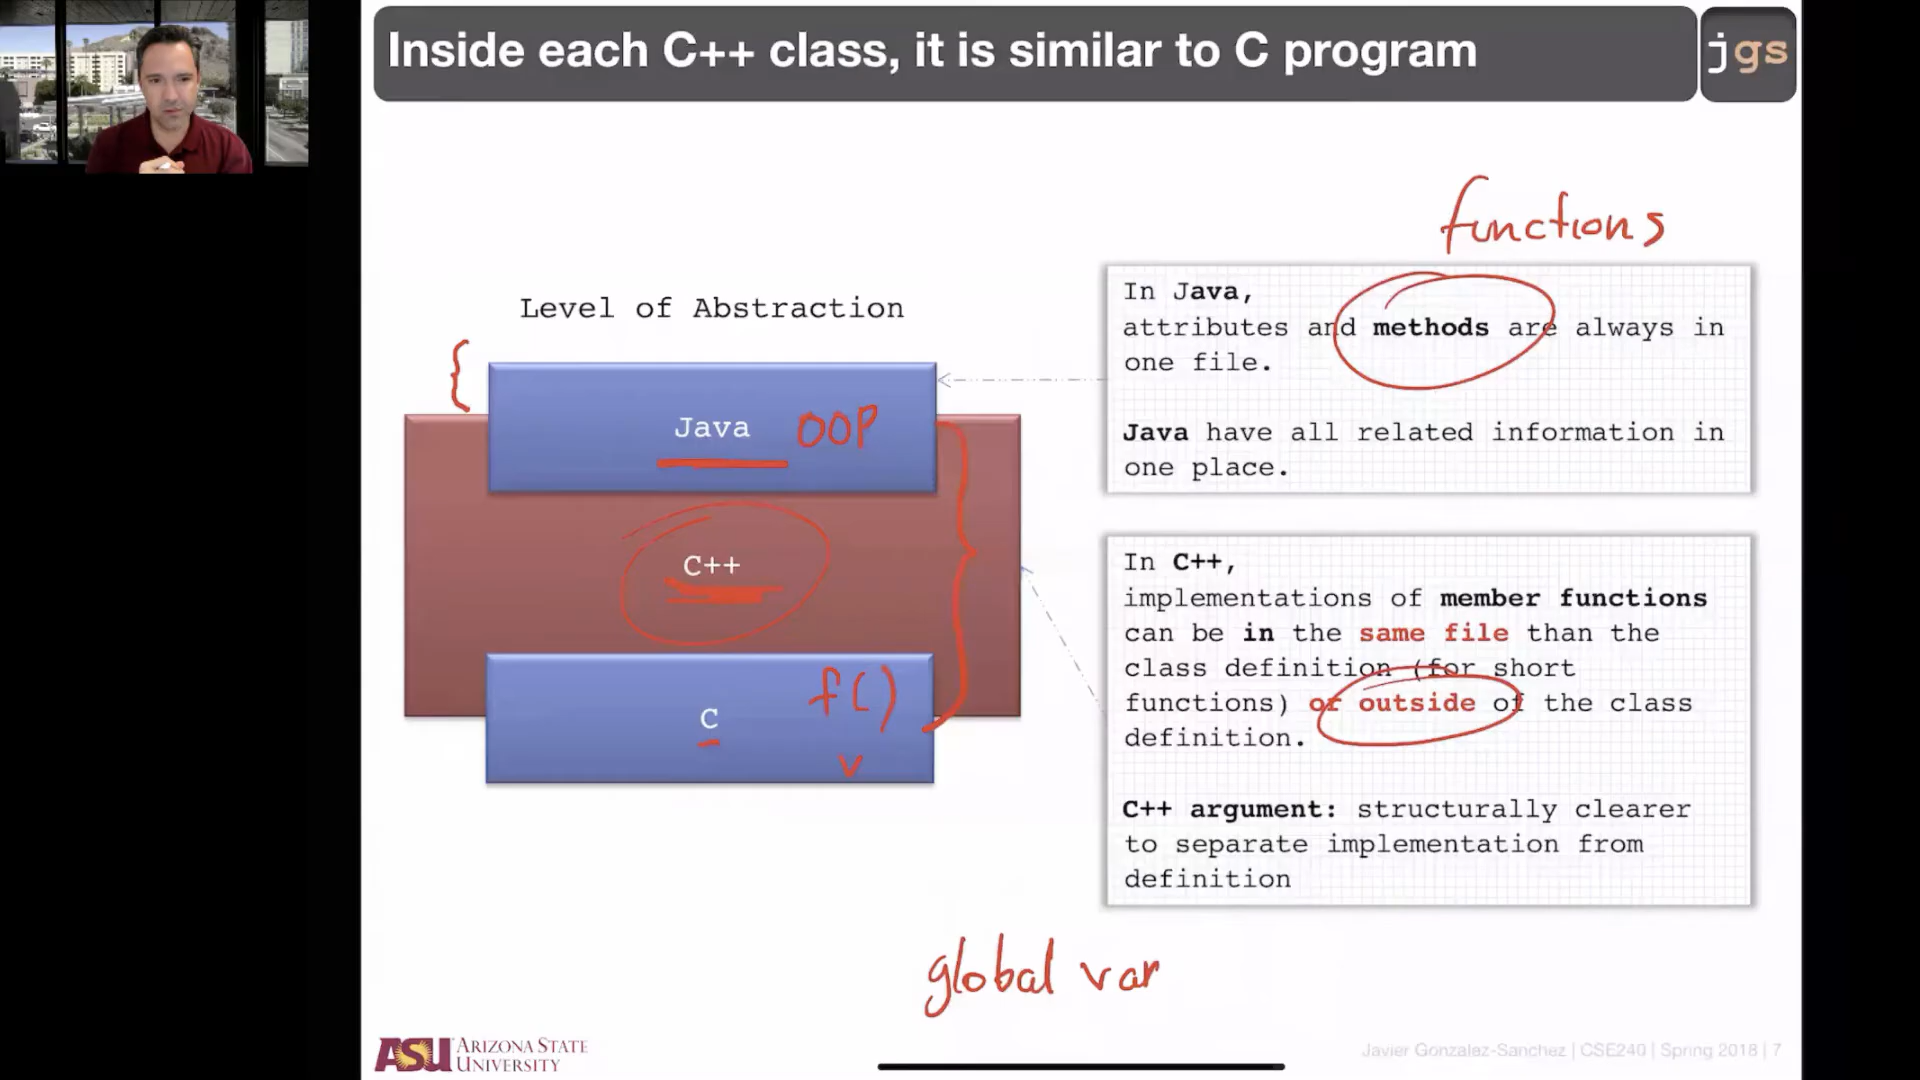 Inside each C++ class, it is similar to C program
jgs
functions
Level of Abstraction
{
Java OOP
C++
C f()
v
In Java,
attributes and methods are always in
one file.
Java have all related information in
one place.
In C++,
implementations of member functions
can be in the same file than the
class definition (for short
functions) or outside of the class
definition.
C++ argument: structurally clearer
to separate implementation from
definition
global var
ASU ARIZONA STATE
UNIVERSITY
Javier Gonzalez-Sanchez | CSE240 | Spring 2018 | 7